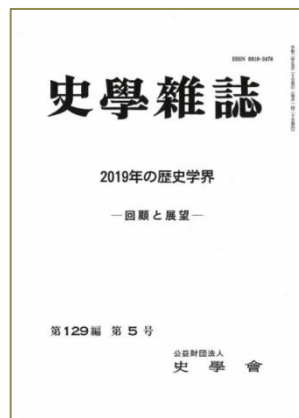 ISSN 0018-2478
史學雜誌
2019年の歴史学界
―回顧と展望―
第129編 第5号
公益財団法人
史學會